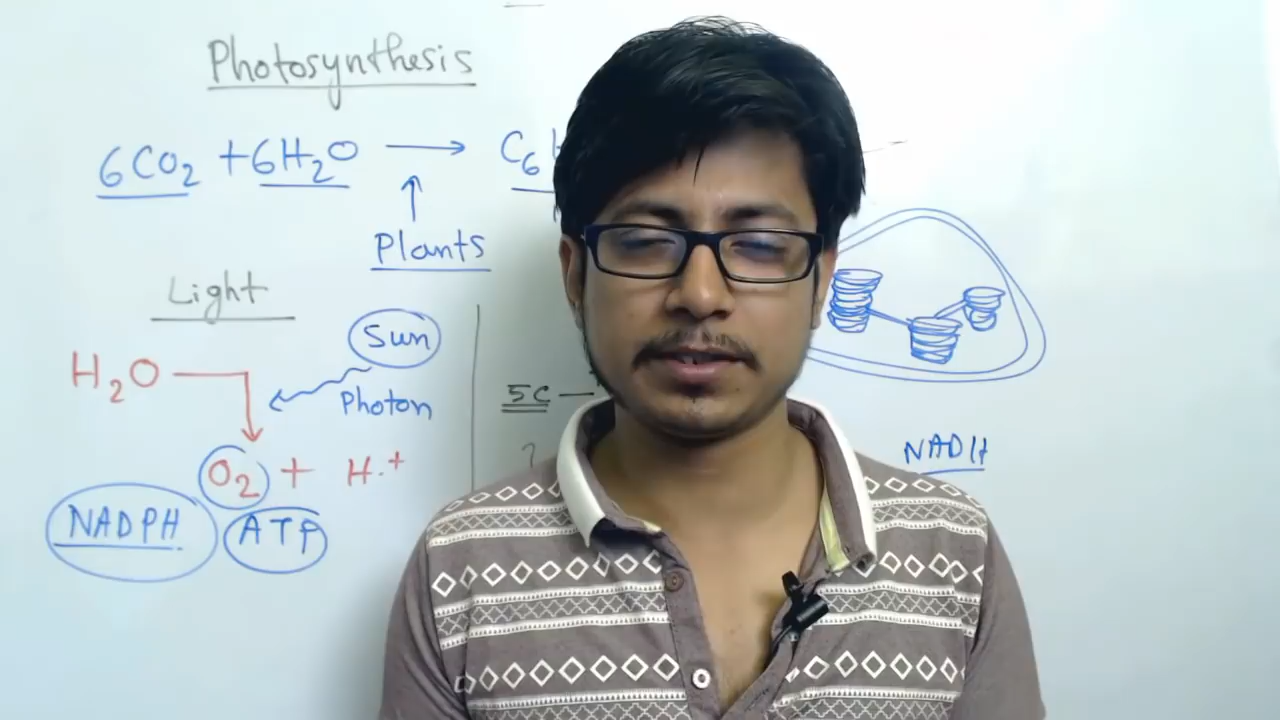 Photosynthesis
6CO₂ + 6H₂O ⟶ C₆
↑
Plants
Light
Sun
H₂O
Photon
5C —
O₂ + H.⁺
NADH
NADPH ATP